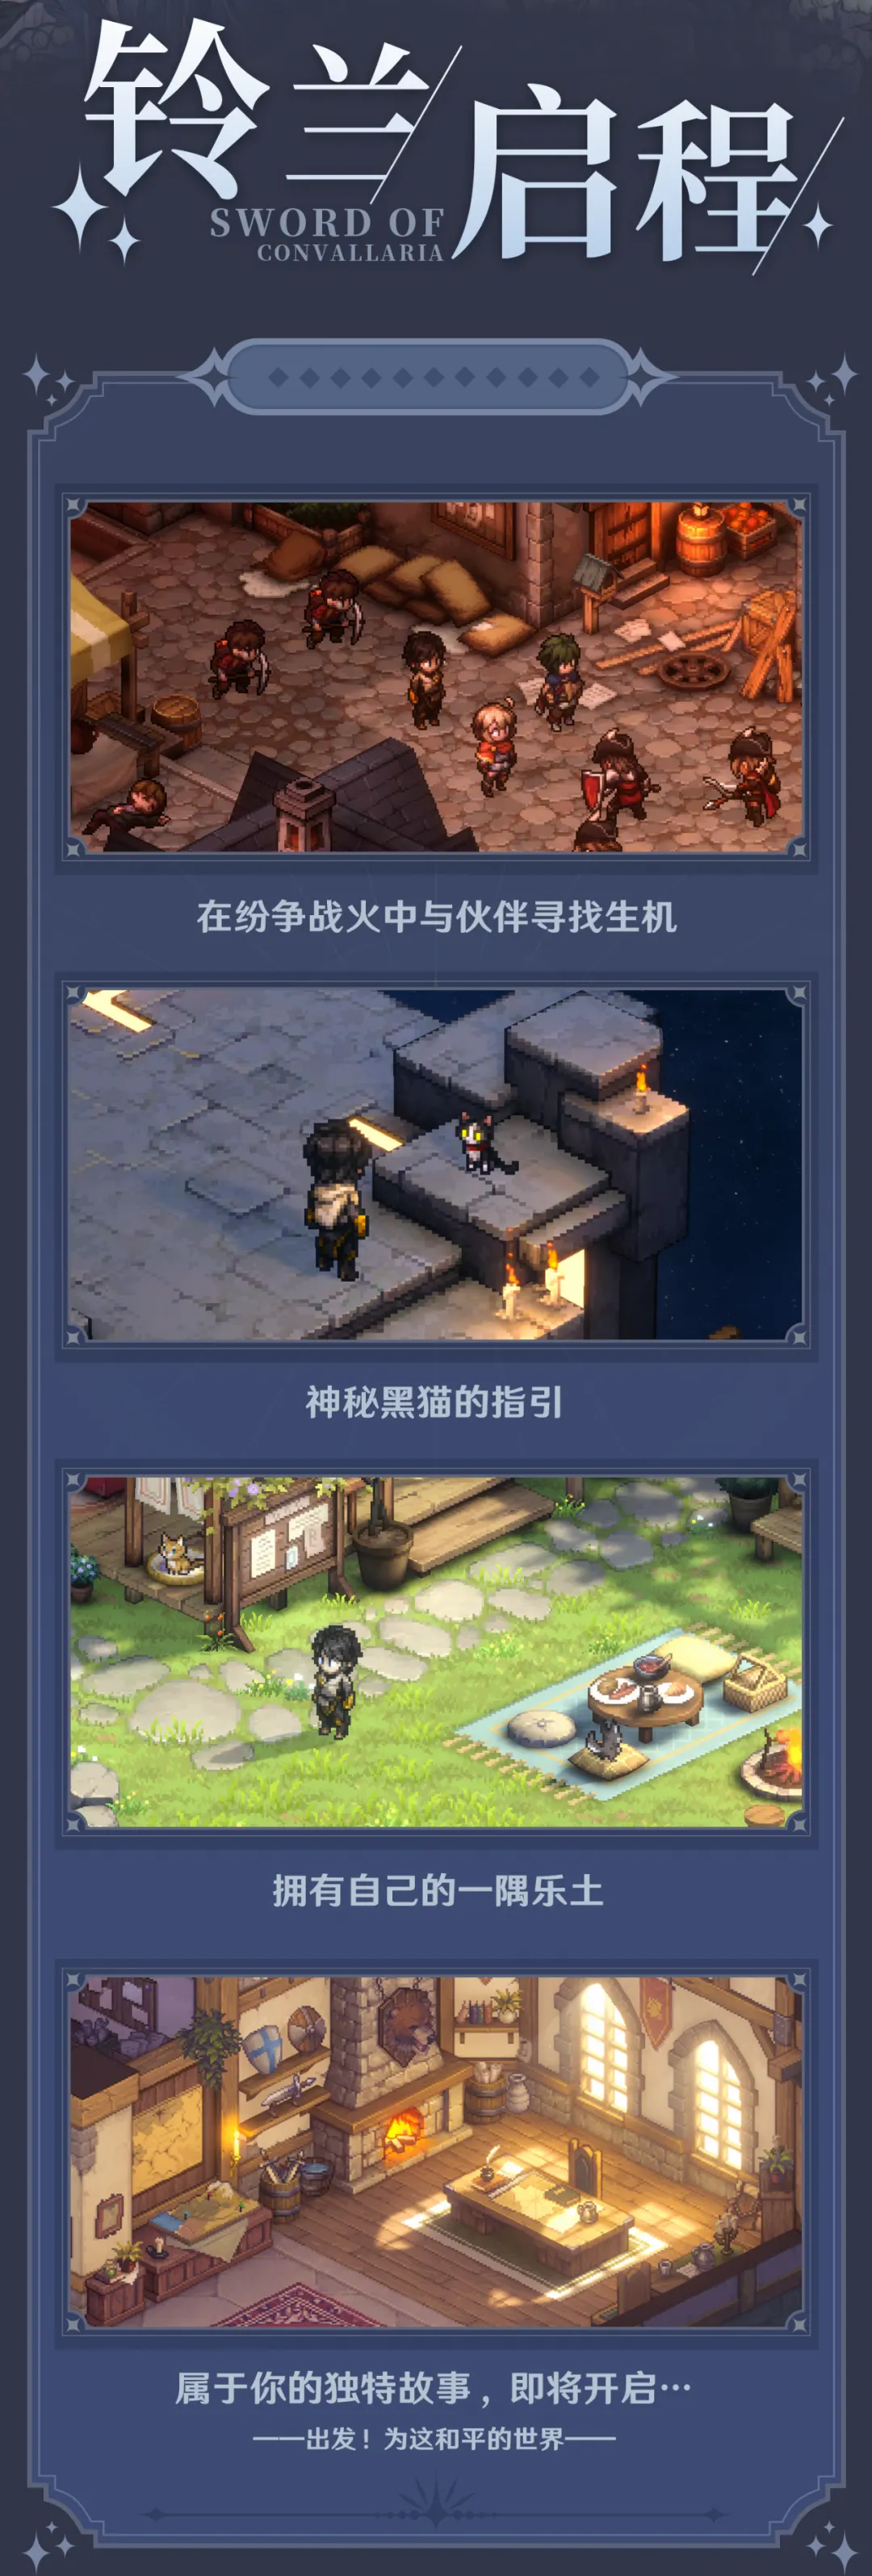 铃兰启程
SWORD OF
CONVALLARIA
在纷争战火中与伙伴寻找生机
神秘黑猫的指引
拥有自己的一隅乐土
属于你的独特故事，即将开启…
——出发！为这和平的世界——